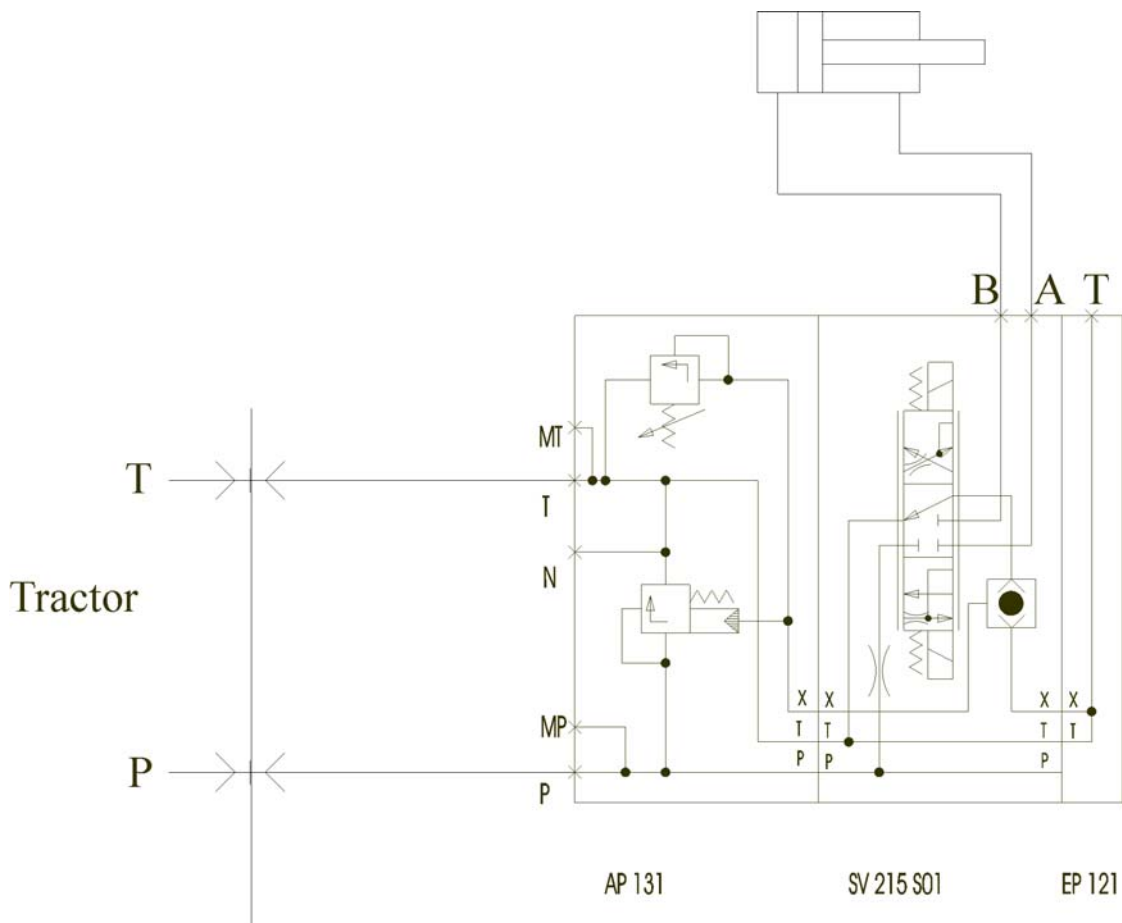 B A T
MT
T
T
N
Tractor
X X X X
T T T T
MP
P P P
P
P
AP 131
SV 215 S01
EP 121